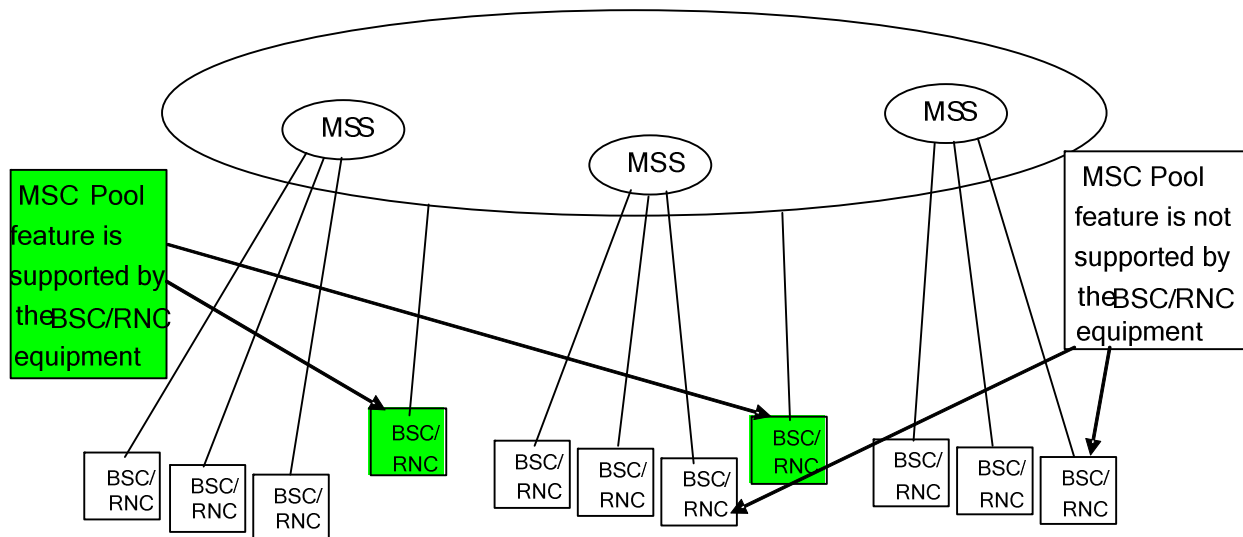 MSS
MSS
MSS
MSC Pool
feature is
supported by
the BSC/RNC
equipment
MSC Pool
feature is not
supported by
the BSC/RNC
equipment
BSC/
RNC
BSC/
RNC
BSC/
RNC
BSC/
RNC
BSC/
RNC
BSC/
RNC
BSC/
RNC
BSC/
RNC
BSC/
RNC
BSC/
RNC
BSC/
RNC